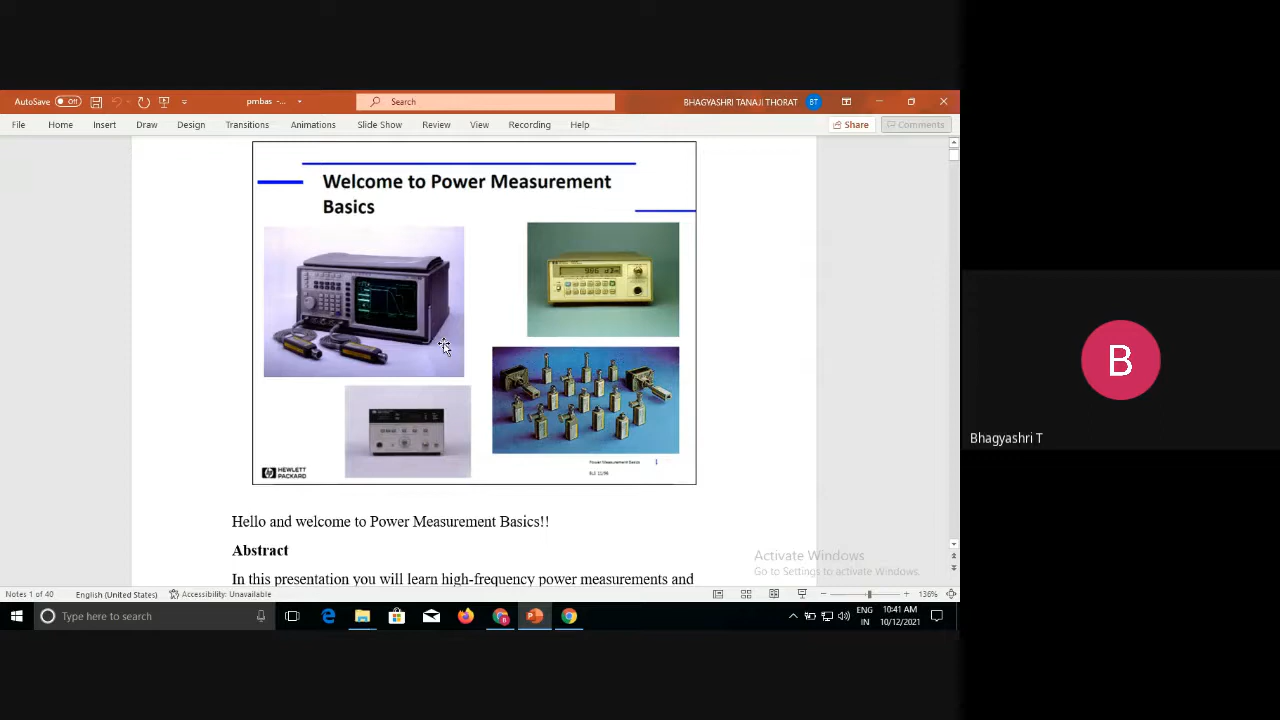 AutoSave Off pmbas -... Search BHAGYASHRI TANAJI THORAT BT
File Home Insert Draw Design Transitions Animations Slide Show Review View Recording Help Share Comments
Welcome to Power Measurement
Basics
HEWLETT
PACKARD
Power Measurement Basics 1
Hello and welcome to Power Measurement Basics!!
Abstract
In this presentation you will learn high-frequency power measurements and
Activate Windows
Go to Settings to activate Windows.
Notes 1 of 40 English (United States) Accessibility: Unavailable 136%
Type here to search ENG 10:41 AM
IN 10/12/2021
B
Bhagyashri T